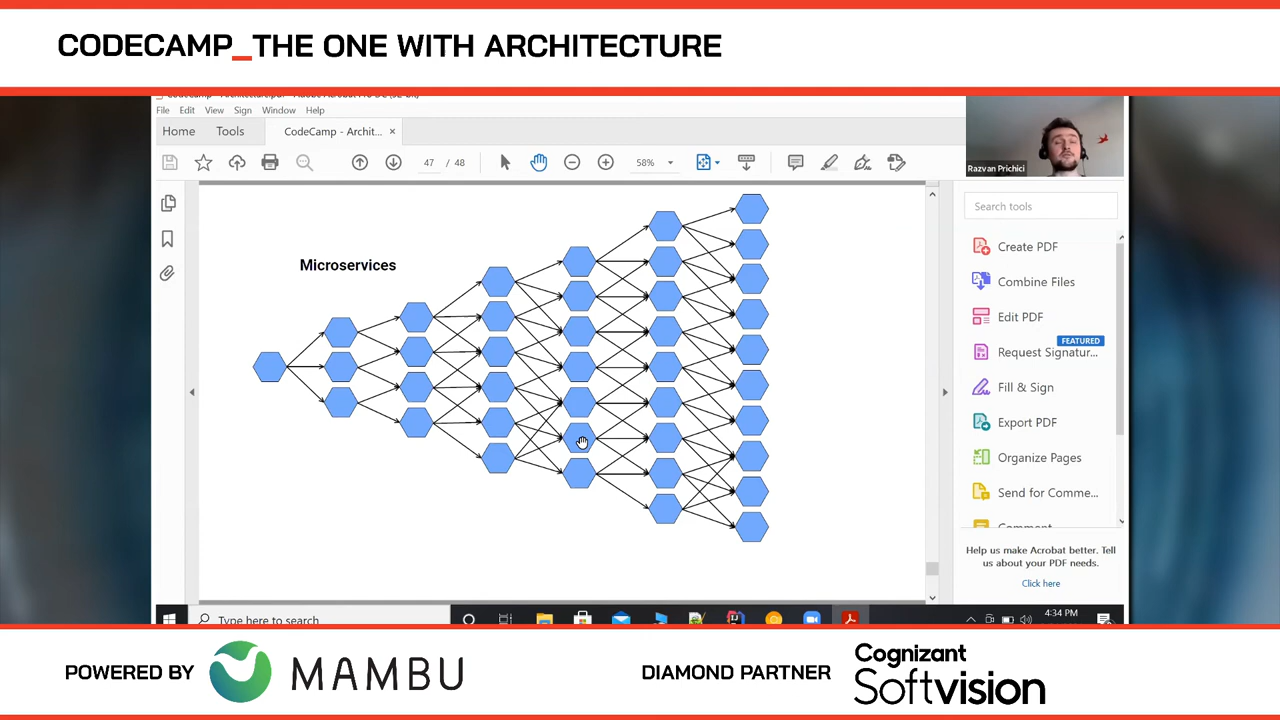 CODECAMP_THE ONE WITH ARCHITECTURE
File Edit View Sign Window Help
Home Tools CodeCamp - Archit... ×
47 / 48 58%
Razvan Prichici
Search tools
Microservices
Create PDF
Combine Files
Edit PDF
FEATURED
Request Signatur...
Fill & Sign
Export PDF
Organize Pages
Send for Comme...
Comment
Help us make Acrobat better. Tell
us about your PDF needs.
Click here
Type here to search
4:34 PM
POWERED BY MAMBU
DIAMOND PARTNER
Cognizant
Softvision